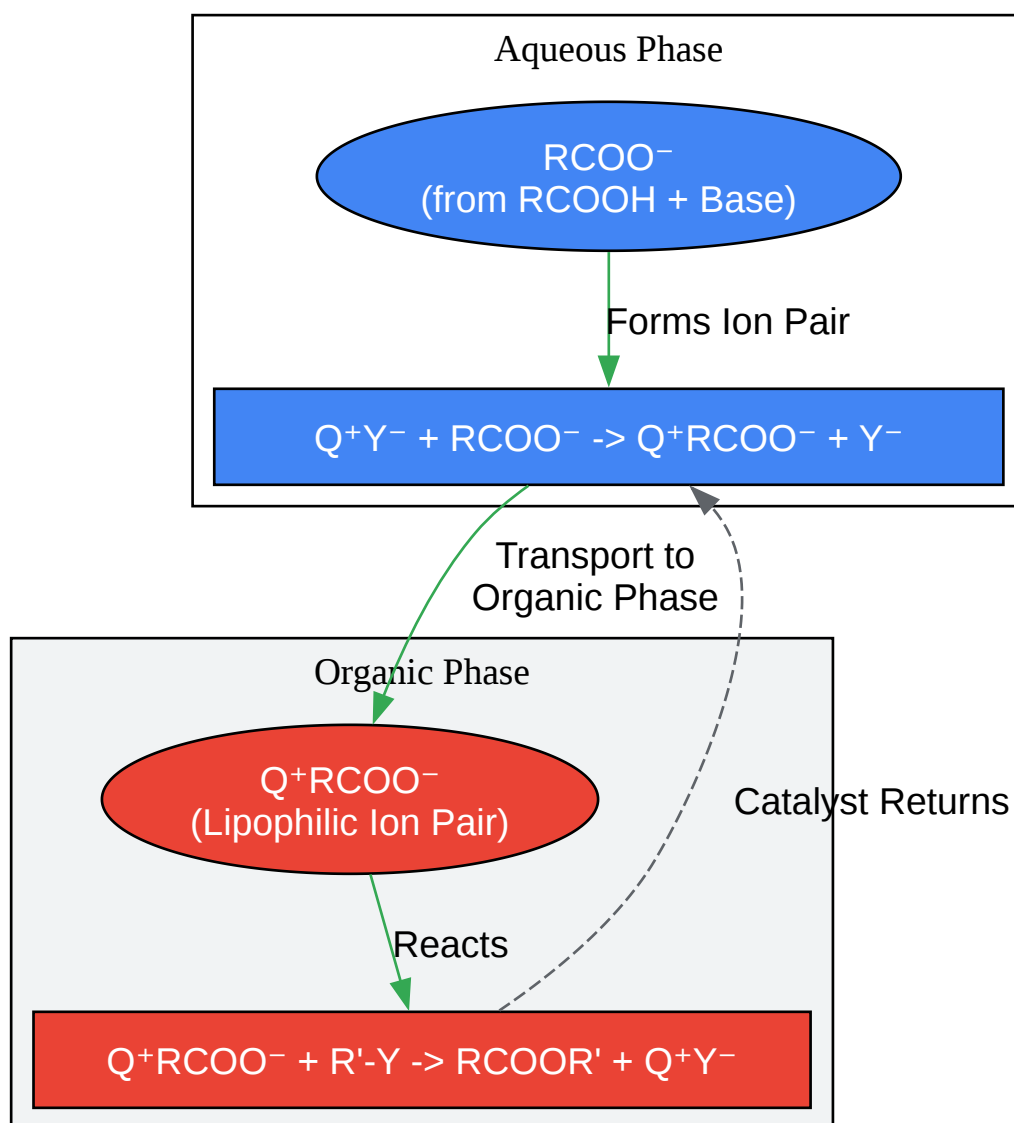 Aqueous Phase
RCOO⁻
(from RCOOH + Base)
Forms Ion Pair
Q⁺Y⁻ + RCOO⁻ -> Q⁺RCOO⁻ + Y⁻
Transport to
Organic Phase
Organic Phase
Q⁺RCOO⁻
(Lipophilic Ion Pair)
Catalyst Returns
Reacts
Q⁺RCOO⁻ + R'-Y -> RCOOR' + Q⁺Y⁻